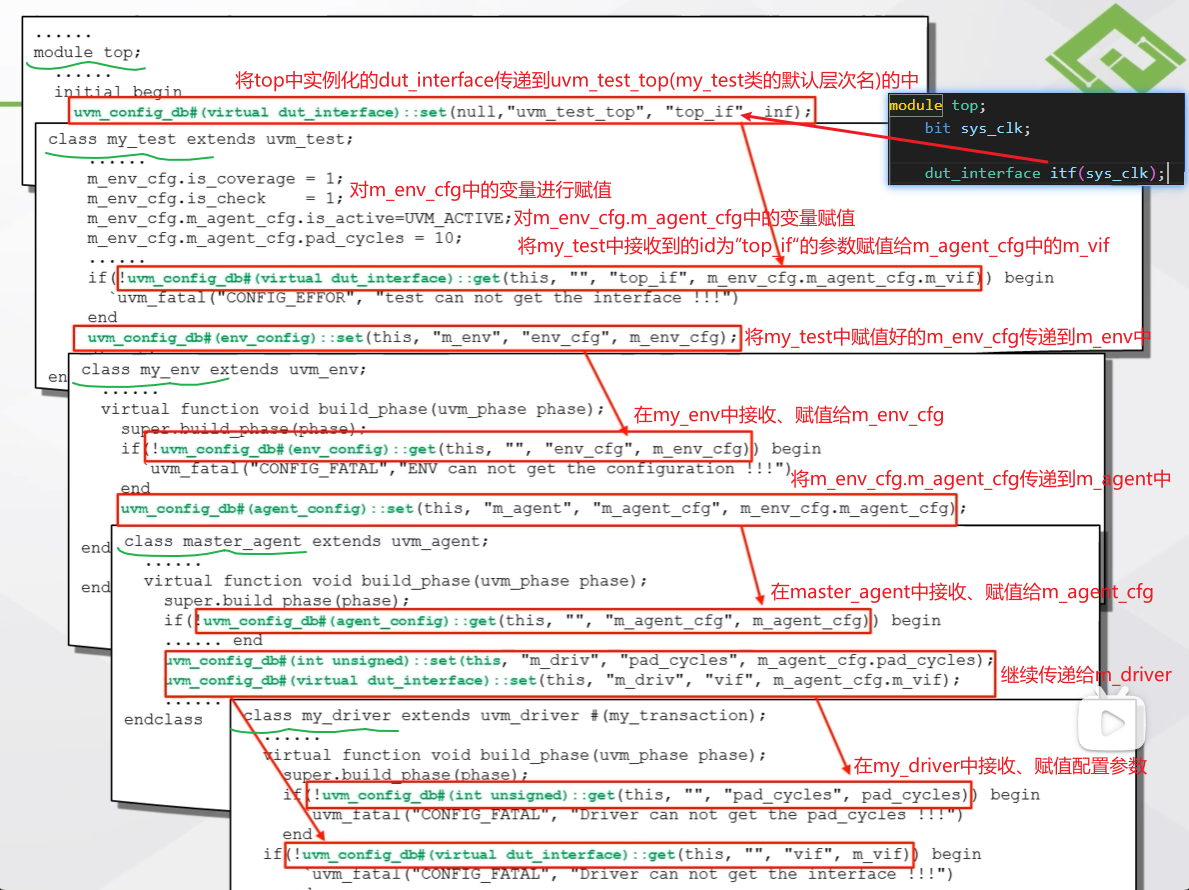 ......
module top;
......
将top中实例化的dut_interface传递到uvm_test_top(my_test类的默认层次名)的中
initial begin
uvm_config_db#(virtual dut_interface)::set(null,"uvm_test_top", "top_if", inf);
module top;
bit sys_clk;
dut_interface itf(sys_clk);
class my_test extends uvm_test;
......
m_env_cfg.is_coverage = 1;
m_env_cfg.is_check    = 1;
对m_env_cfg中的变量进行赋值
m_env_cfg.m_agent_cfg.is_active=UVM_ACTIVE;
对m_env_cfg.m_agent_cfg中的变量赋值
m_env_cfg.m_agent_cfg.pad_cycles = 10;
将my_test中接收到的id为”top_if“的参数赋值给m_agent_cfg中的m_vif
......
if(!uvm_config_db#(virtual dut_interface)::get(this, "", "top_if", m_env_cfg.m_agent_cfg.m_vif)) begin
`uvm_fatal("CONFIG_EFFOR", "test can not get the interface !!!")
end
uvm_config_db#(env_config)::set(this, "m_env", "env_cfg", m_env_cfg);
将my_test中赋值好的m_env_cfg传递到m_env中
en
class my_env extends uvm_env;
......
virtual function void build_phase(uvm_phase phase);
在my_env中接收、赋值给m_env_cfg
super.build_phase(phase);
if(!uvm_config_db#(env_config)::get(this, "", "env_cfg", m_env_cfg)) begin
`uvm_fatal("CONFIG_FATAL","ENV can not get the configuration !!!")
将m_env_cfg.m_agent_cfg传递到m_agent中
end
uvm_config_db#(agent_config)::set(this, "m_agent", "m_agent_cfg", m_env_cfg.m_agent_cfg);
end
class master_agent extends uvm_agent;
......
end
virtual function void build_phase(uvm_phase phase);
在master_agent中接收、赋值给m_agent_cfg
super.build_phase(phase);
if(!uvm_config_db#(agent_config)::get(this, "", "m_agent_cfg", m_agent_cfg)) begin
...... end
uvm_config_db#(int unsigned)::set(this, "m_driv", "pad_cycles", m_agent_cfg.pad_cycles);
uvm_config_db#(virtual dut_interface)::set(this, "m_driv", "vif", m_agent_cfg.m_vif);
继续传递给m_driver
......
endclass
class my_driver extends uvm_driver #(my_transaction);
......
virtual function void build_phase(uvm_phase phase);
在my_driver中接收、赋值配置参数
super.build_phase(phase);
if(!uvm_config_db#(int unsigned)::get(this, "", "pad_cycles", pad_cycles)) begin
`uvm_fatal("CONFIG_FATAL", "Driver can not get the pad_cycles !!!")
end
if(!uvm_config_db#(virtual dut_interface)::get(this, "", "vif", m_vif)) begin
`uvm_fatal("CONFIG_FATAL", "Driver can not get the interface !!!")